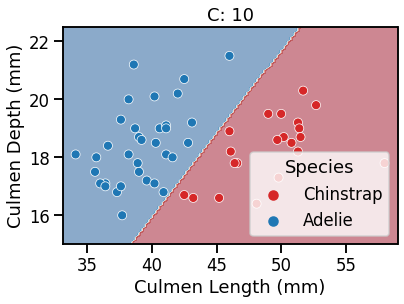 C: 10
22
20
18
16
Culmen Depth (mm)
Species
Chinstrap
Adelie
35
40
45
50
55
Culmen Length (mm)